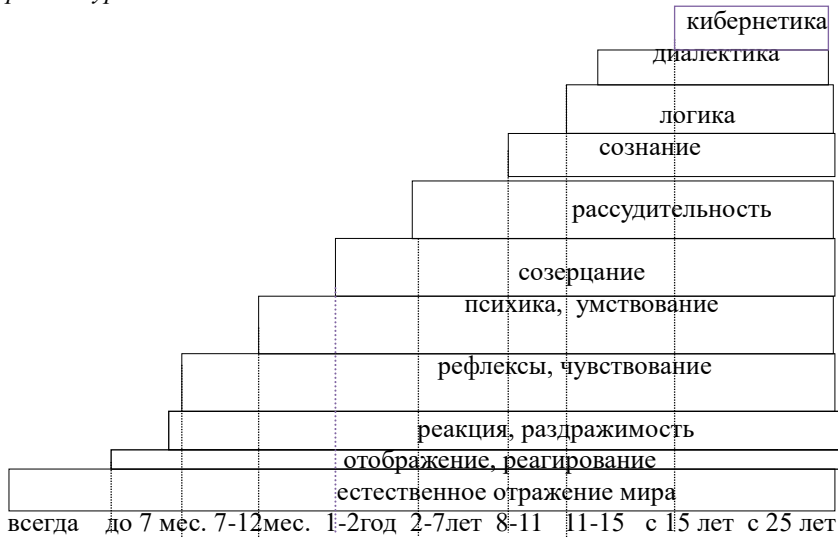 кибернетика
диалектика
логика
сознание
рассудительность
созерцание
психика, умствование
рефлексы, чувствование
реакция, раздражимость
отображение, реагирование
естественное отражение мира
всегда до 7 мес. 7-12мес. 1-2год 2-7лет 8-11 11-15 с 15 лет с 25 лет